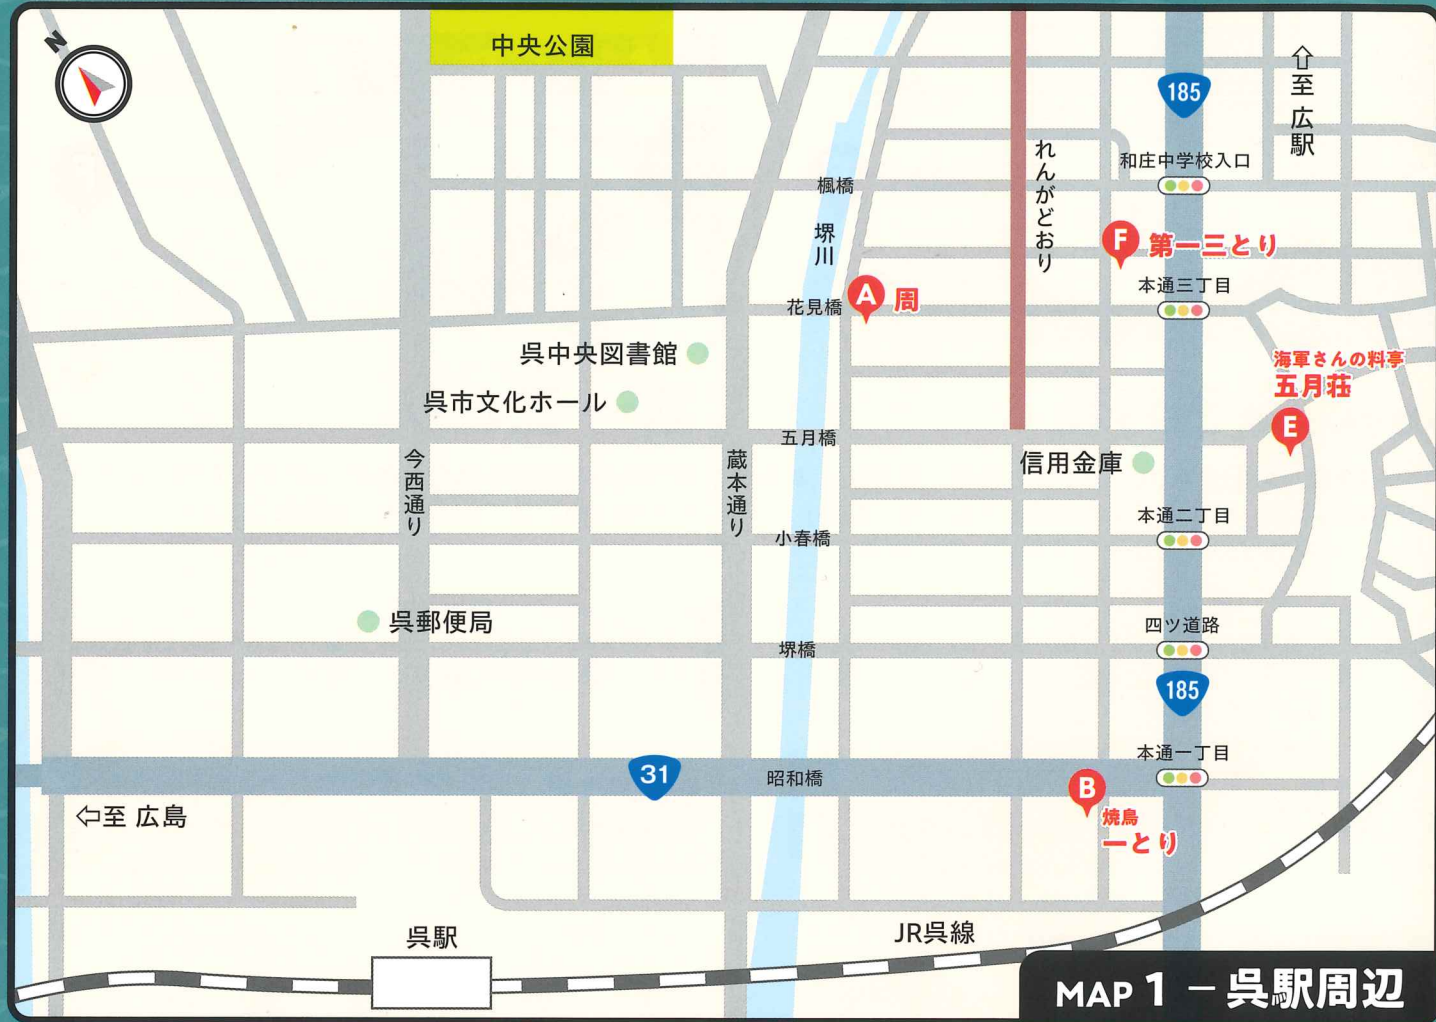 N
中央公園
185
⇧至 広駅
れんがどおり
和庄中学校入口
楓橋
堺川
F 第一三とり
本通三丁目
A 周
花見橋
呉中央図書館
海軍さんの料亭
五月荘
E
呉市文化ホール
五月橋
今西通り
蔵本通り
信用金庫
本通二丁目
小春橋
呉郵便局
四ツ道路
堺橋
185
本通一丁目
31
昭和橋
B
焼鳥
一とり
⇦至 広島
呉駅
JR呉線
MAP 1 − 呉駅周辺